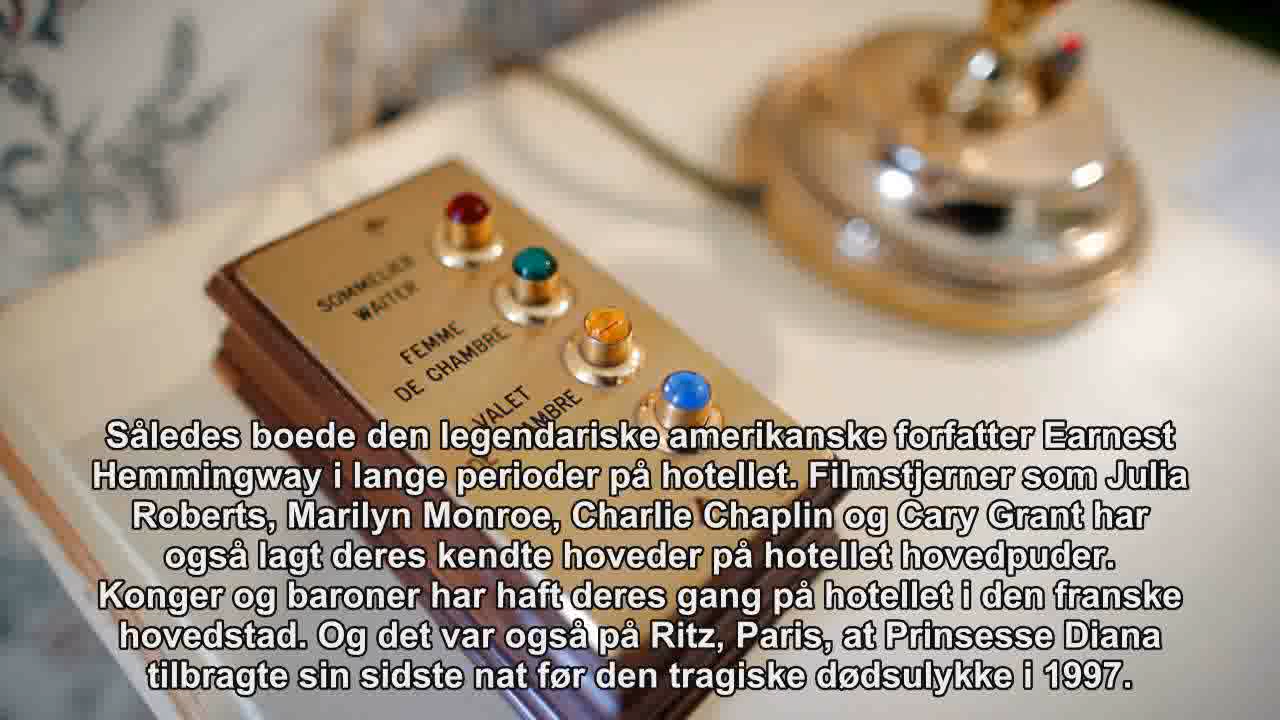 SOMMELIER
WAITER
FEMME
DE CHAMBRE
VALET
DE CHAMBRE
Således boede den legendariske amerikanske forfatter Earnest
Hemmingway i lange perioder på hotellet. Filmstjerner som Julia
Roberts, Marilyn Monroe, Charlie Chaplin og Cary Grant har
også lagt deres kendte hoveder på hotellet hovedpuder.
Konger og baroner har haft deres gang på hotellet i den franske
hovedstad. Og det var også på Ritz, Paris, at Prinsesse Diana
tilbragte sin sidste nat før den tragiske dødsulykke i 1997.